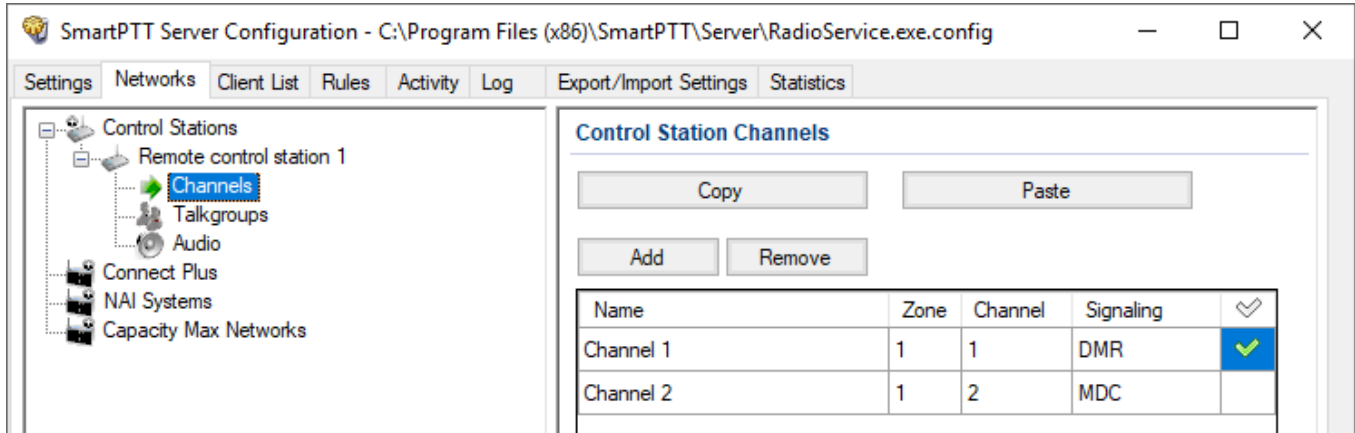 SmartPTT Server Configuration - C:\Program Files (x86)\SmartPTT\Server\RadioService.exe.config
Settings Networks Client List Rules Activity Log Export/Import Settings Statistics
Control Stations
Remote control station 1
Channels
Talkgroups
Audio
Connect Plus
NAI Systems
Capacity Max Networks
Control Station Channels
Copy Paste
Add Remove
Name Zone Channel Signaling
Channel 1 1 1 DMR
Channel 2 1 2 MDC